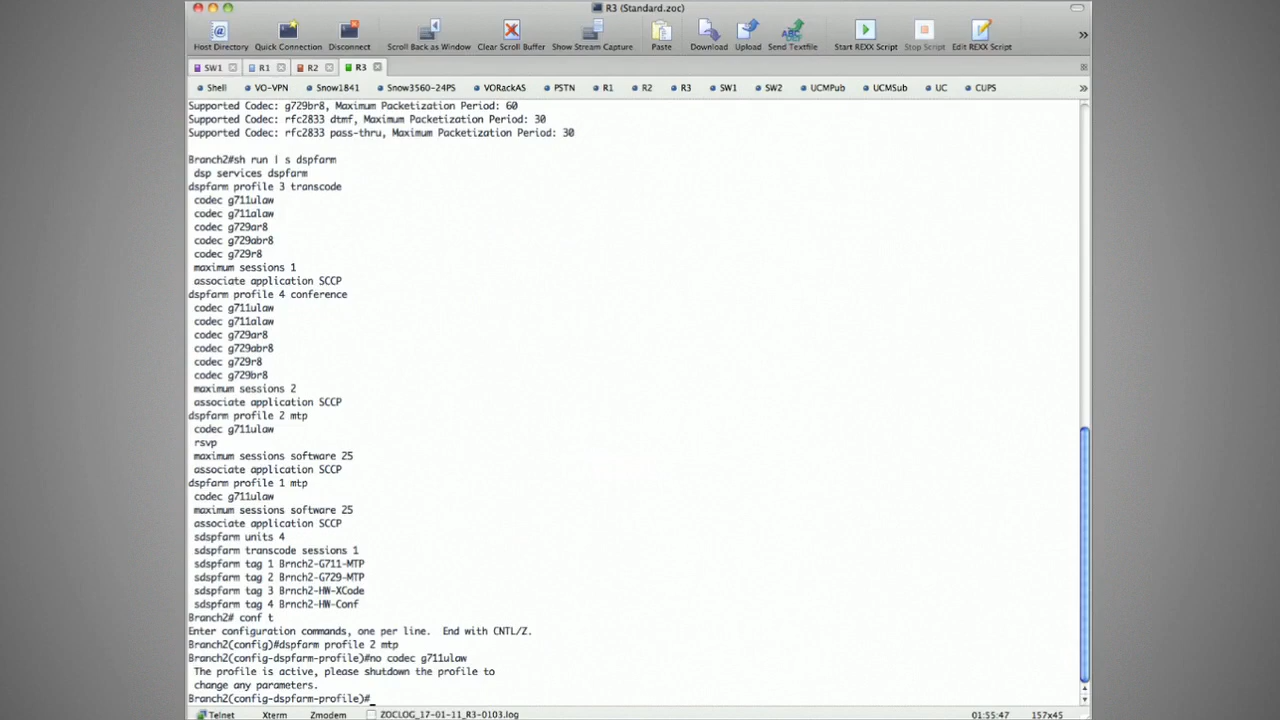 R3 (Standard.zoc)
Host Directory Quick Connection Disconnect Scroll Back as Window Clear Scroll Buffer Show Stream Capture Paste Download Upload Send Textfile Start REXX Script Stop Script Edit REXX Script »
SW1 R1 R2 R3
Shell VO-VPN Snow1841 Snow3560-24PS VORackAS PSTN R1 R2 R3 SW1 SW2 UCMPub UCMSub UC CUPS »
Supported Codec: g729br8, Maximum Packetization Period: 60
Supported Codec: rfc2833 dtmf, Maximum Packetization Period: 30
Supported Codec: rfc2833 pass-thru, Maximum Packetization Period: 30
Branch2#sh run | s dspfarm
dsp services dspfarm
dspfarm profile 3 transcode
codec g711ulaw
codec g711alaw
codec g729ar8
codec g729abr8
codec g729r8
maximum sessions 1
associate application SCCP
dspfarm profile 4 conference
codec g711ulaw
codec g711alaw
codec g729ar8
codec g729abr8
codec g729r8
codec g729br8
maximum sessions 2
associate application SCCP
dspfarm profile 2 mtp
codec g711ulaw
rsvp
maximum sessions software 25
associate application SCCP
dspfarm profile 1 mtp
codec g711ulaw
maximum sessions software 25
associate application SCCP
sdspfarm units 4
sdspfarm transcode sessions 1
sdspfarm tag 1 Brnch2-G711-MTP
sdspfarm tag 2 Brnch2-G729-MTP
sdspfarm tag 3 Brnch2-HW-XCode
sdspfarm tag 4 Brnch2-HW-Conf
Branch2# conf t
Enter configuration commands, one per line. End with CNTL/Z.
Branch2(config)#dspfarm profile 2 mtp
Branch2(config-dspfarm-profile)#no codec g711ulaw
The profile is active, please shutdown the profile to
change any parameters.
Branch2(config-dspfarm-profile)#
Telnet Xterm Zmodem ZOCLOG_17-01-11_R3-0103.log 01:55:47 157x45